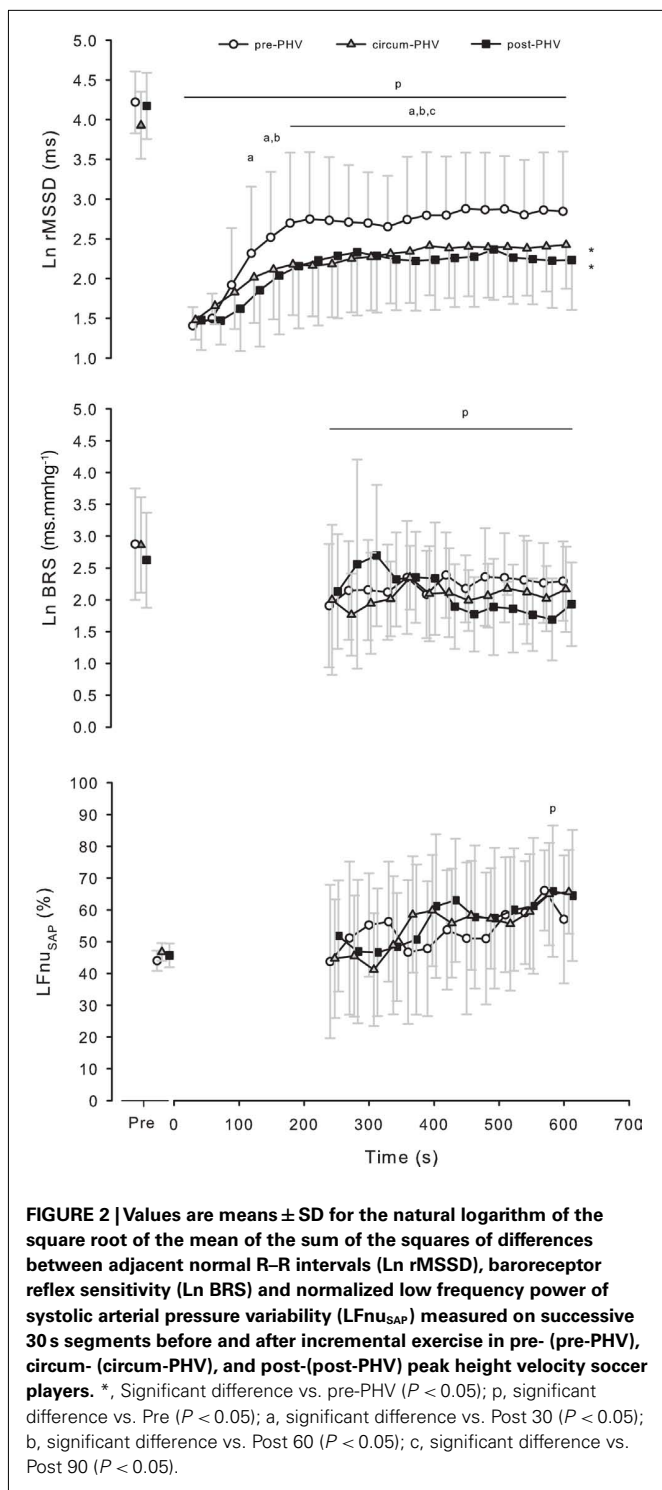 pre-PHV circum-PHV post-PHV
Ln rMSSD (ms)
5.0
4.5
4.0
3.5
3.0
2.5
2.0
1.5
1.0
p
a,b,c
a,b
a
*
*
Ln BRS (ms.mmhg⁻¹)
5.0
4.5
4.0
3.5
3.0
2.5
2.0
1.5
1.0
0.5
0.0
p
LFnuSAP (%)
100
90
80
70
60
50
40
30
20
10
0
p
Pre 0 100 200 300 400 500 600 700
Time (s)
FIGURE 2 | Values are means ± SD for the natural logarithm of the
square root of the mean of the sum of the squares of differences
between adjacent normal R–R intervals (Ln rMSSD), baroreceptor
reflex sensitivity (Ln BRS) and normalized low frequency power of
systolic arterial pressure variability (LFnuSAP) measured on successive
30 s segments before and after incremental exercise in pre- (pre-PHV),
circum- (circum-PHV), and post-(post-PHV) peak height velocity soccer
players. *, Significant difference vs. pre-PHV (P < 0.05); p, significant
difference vs. Pre (P < 0.05); a, significant difference vs. Post 30 (P < 0.05);
b, significant difference vs. Post 60 (P < 0.05); c, significant difference vs.
Post 90 (P < 0.05).